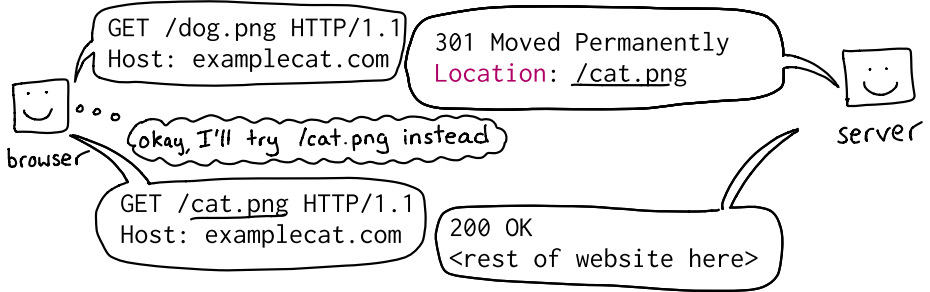 GET /dog.png HTTP/1.1
Host: examplecat.com
301 Moved Permanently
Location: /cat.png
browser
server
okay, I'll try /cat.png instead
GET /cat.png HTTP/1.1
Host: examplecat.com
200 OK
<rest of website here>